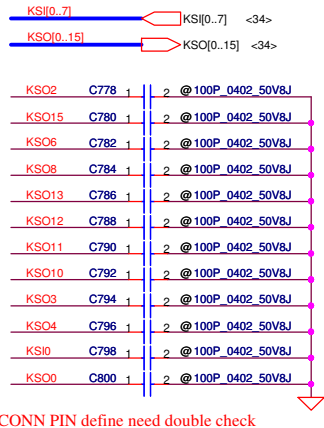 KSI[0..7] KSI[0..7] <34>
KSO[0..15] KSO[0..15] <34>
KSO2 C778 1 2 @100P_0402_50V8J
KSO15 C780 1 2 @100P_0402_50V8J
KSO6 C782 1 2 @100P_0402_50V8J
KSO8 C784 1 2 @100P_0402_50V8J
KSO13 C786 1 2 @100P_0402_50V8J
KSO12 C788 1 2 @100P_0402_50V8J
KSO11 C790 1 2 @100P_0402_50V8J
KSO10 C792 1 2 @100P_0402_50V8J
KSO3 C794 1 2 @100P_0402_50V8J
KSO4 C796 1 2 @100P_0402_50V8J
KSI0 C798 1 2 @100P_0402_50V8J
KSO0 C800 1 2 @100P_0402_50V8J
CONN PIN define need double check